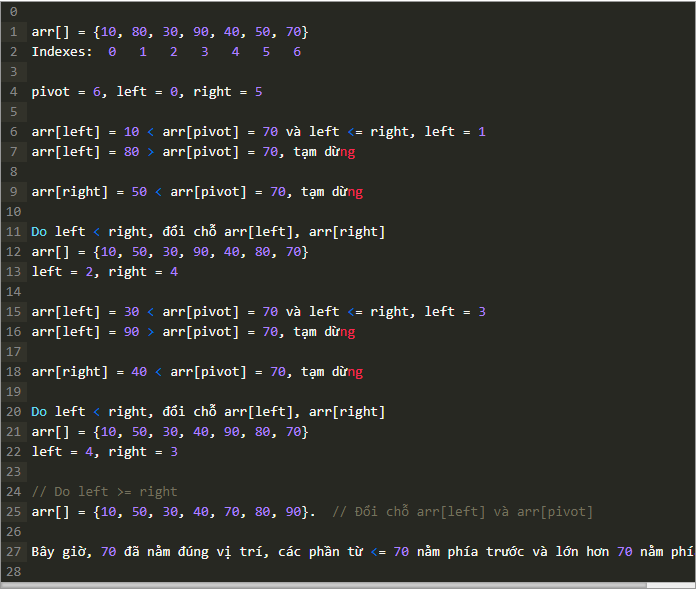 0
1 arr[] = {10, 80, 30, 90, 40, 50, 70}
2 Indexes:  0   1   2   3   4   5   6
3
4 pivot = 6, left = 0, right = 5
5
6 arr[left] = 10 < arr[pivot] = 70 và left <= right, left = 1
7 arr[left] = 80 > arr[pivot] = 70, tạm dừng
8
9 arr[right] = 50 < arr[pivot] = 70, tạm dừng
10
11 Do left < right, đổi chỗ arr[left], arr[right]
12 arr[] = {10, 50, 30, 90, 40, 80, 70}
13 left = 2, right = 4
14
15 arr[left] = 30 < arr[pivot] = 70 và left <= right, left = 3
16 arr[left] = 90 > arr[pivot] = 70, tạm dừng
17
18 arr[right] = 40 < arr[pivot] = 70, tạm dừng
19
20 Do left < right, đổi chỗ arr[left], arr[right]
21 arr[] = {10, 50, 30, 40, 90, 80, 70}
22 left = 4, right = 3
23
24 // Do left >= right
25 arr[] = {10, 50, 30, 40, 70, 80, 90}.  // Đổi chỗ arr[left] và arr[pivot]
26
27 Bây giờ, 70 đã nằm đúng vị trí, các phần từ <= 70 nằm phía trước và lớn hơn 70 nằm phí
28